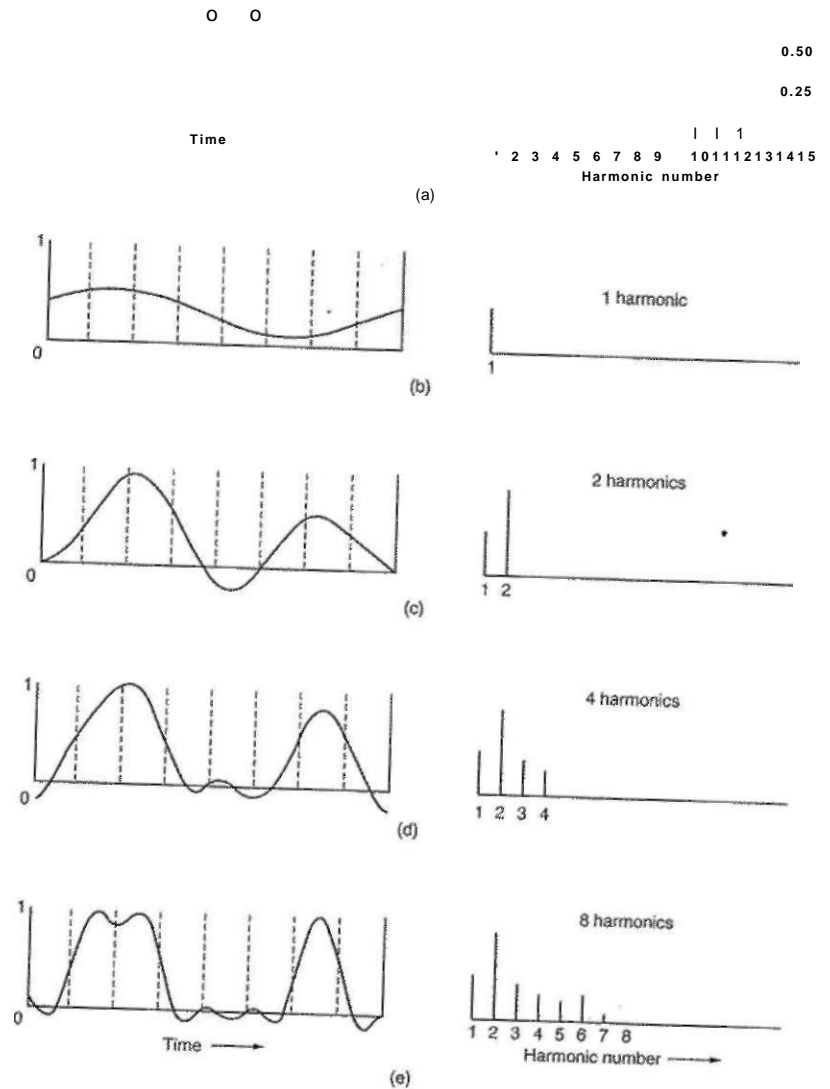 O O
0.50
0.25
Time
I I 1
' 2 3 4 5 6 7 8 9 101112131415
Harmonic number
(a)
1
0
1 harmonic
1
(b)
1
0
2 harmonics
1 2
(c)
1
0
4 harmonics
1 2 3 4
(d)
1
0
8 harmonics
1 2 3 4 5 6 7 8
Time
Harmonic number
(e)